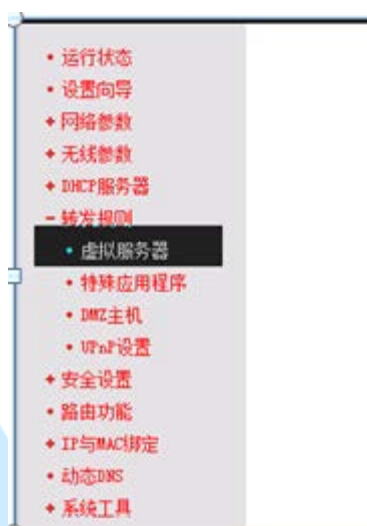 运行状态
设置向导
网络参数
无线参数
DHCP服务器
转发规则
虚拟服务器
特殊应用程序
DMZ主机
UPnP设置
安全设置
路由功能
IP与MAC绑定
动态DNS
系统工具